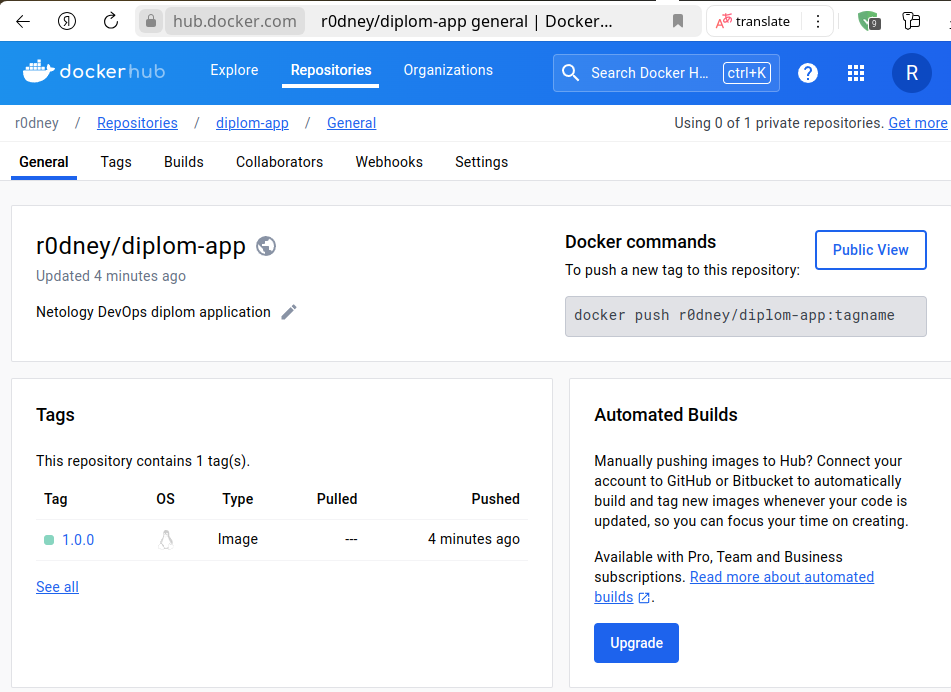 Я
hub.docker.com
r0dney/diplom-app general | Docker...
translate
9
dockerhub
Explore
Repositories
Organizations
Search Docker H...
ctrl+K
?
R
r0dney / Repositories / diplom-app / General
Using 0 of 1 private repositories. Get more
General
Tags
Builds
Collaborators
Webhooks
Settings
r0dney/diplom-app
Updated 4 minutes ago
Netology DevOps diplom application
Docker commands
To push a new tag to this repository:
Public View
docker push r0dney/diplom-app:tagname
Tags
This repository contains 1 tag(s).
Tag OS Type Pulled Pushed
1.0.0 Image --- 4 minutes ago
See all
Automated Builds
Manually pushing images to Hub? Connect your
account to GitHub or Bitbucket to automatically
build and tag new images whenever your code is
updated, so you can focus your time on creating.
Available with Pro, Team and Business
subscriptions. Read more about automated
builds .
Upgrade